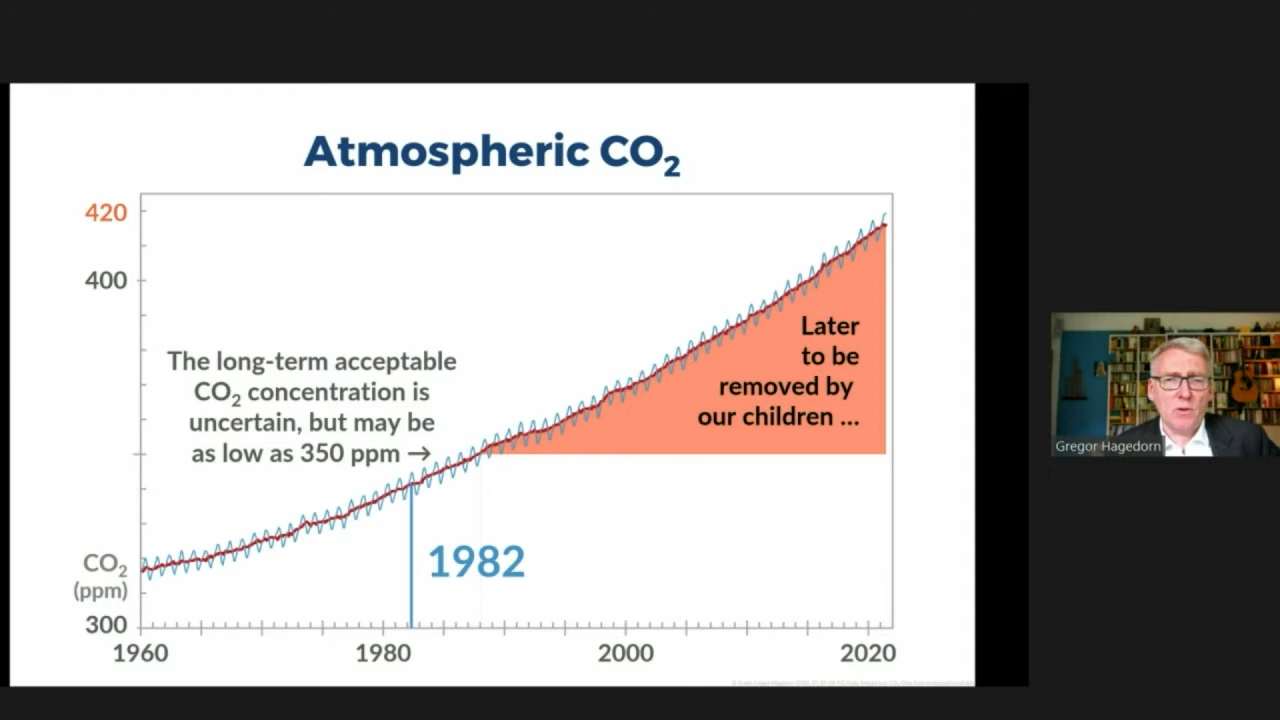 Atmospheric CO₂
420
400
The long-term acceptable
CO₂ concentration is
uncertain, but may be
as low as 350 ppm →
Later
to be
removed by
our children ...
1982
CO₂
(ppm)
300
1960
1980
2000
2020
Gregor Hagedorn